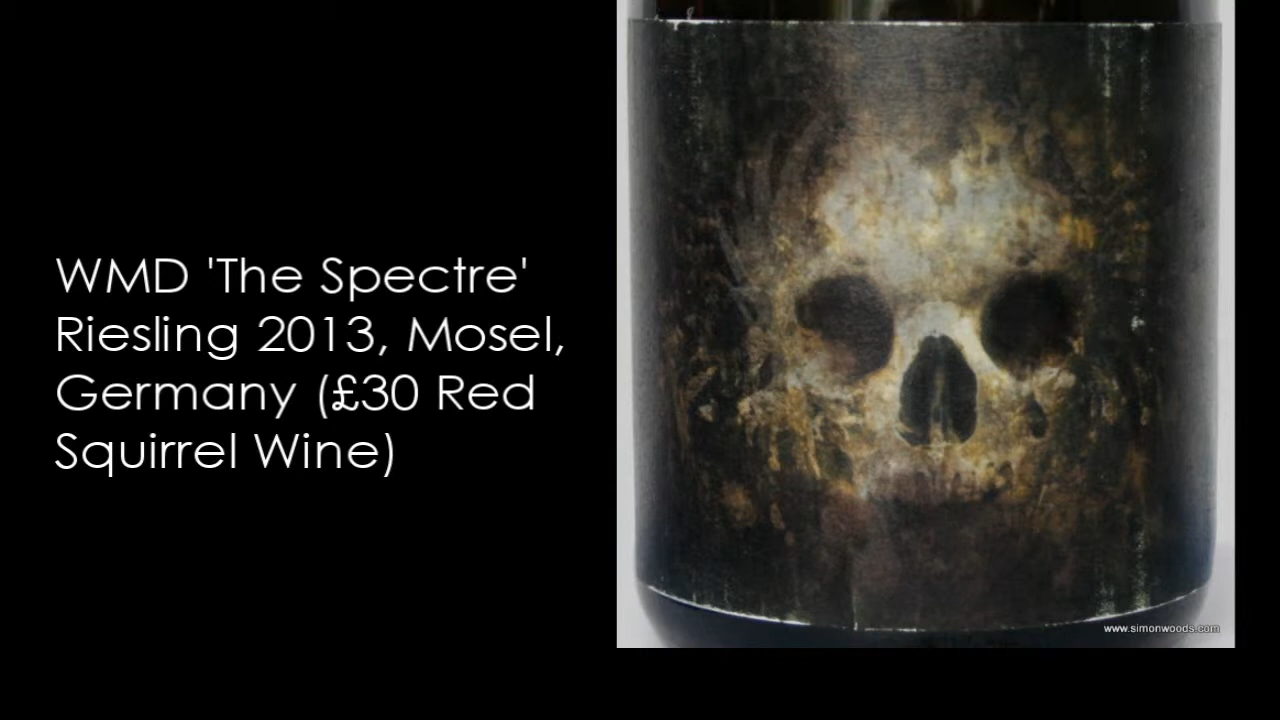 WMD 'The Spectre'
Riesling 2013, Mosel,
Germany (£30 Red
Squirrel Wine)
www.simonwoods.com